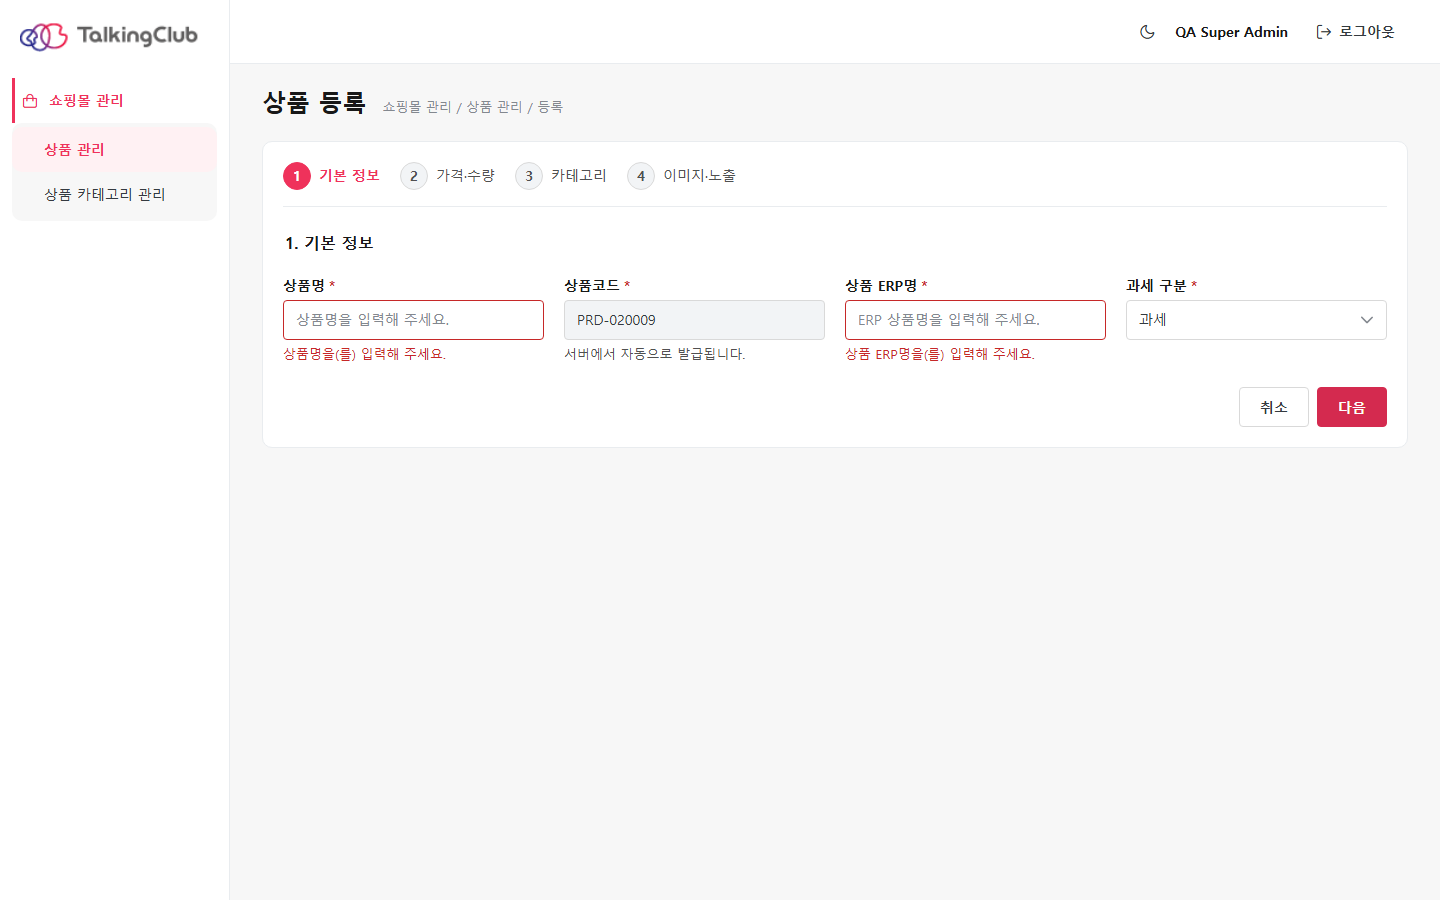 TalkingClub
QA Super Admin
로그아웃
쇼핑몰 관리
상품 관리
상품 카테고리 관리
상품 등록
쇼핑몰 관리 / 상품 관리 / 등록
1 기본 정보 2 가격·수량 3 카테고리 4 이미지·노출
1. 기본 정보
상품명 * 상품코드 * 상품 ERP명 * 과세 구분 *
상품명을 입력해 주세요. PRD-020009 ERP 상품명을 입력해 주세요. 과세
상품명을(를) 입력해 주세요. 서버에서 자동으로 발급됩니다. 상품 ERP명을(를) 입력해 주세요.
취소 다음